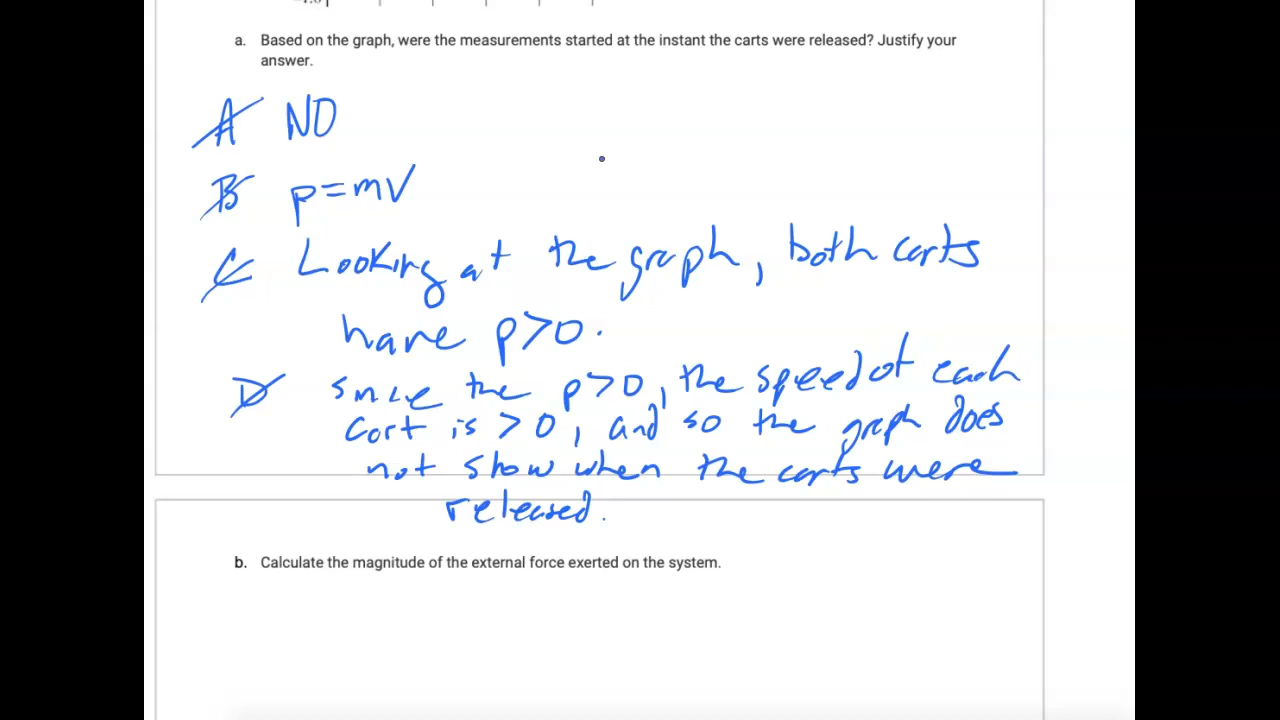 a. Based on the graph, were the measurements started at the instant the carts were released? Justify your
answer.
A NO
B p=mV
C Looking at the graph, both carts
have p>0.
D Since the p>0, the speed of each
cart is >0, and so the graph does
not show when the carts were
released.
b. Calculate the magnitude of the external force exerted on the system.